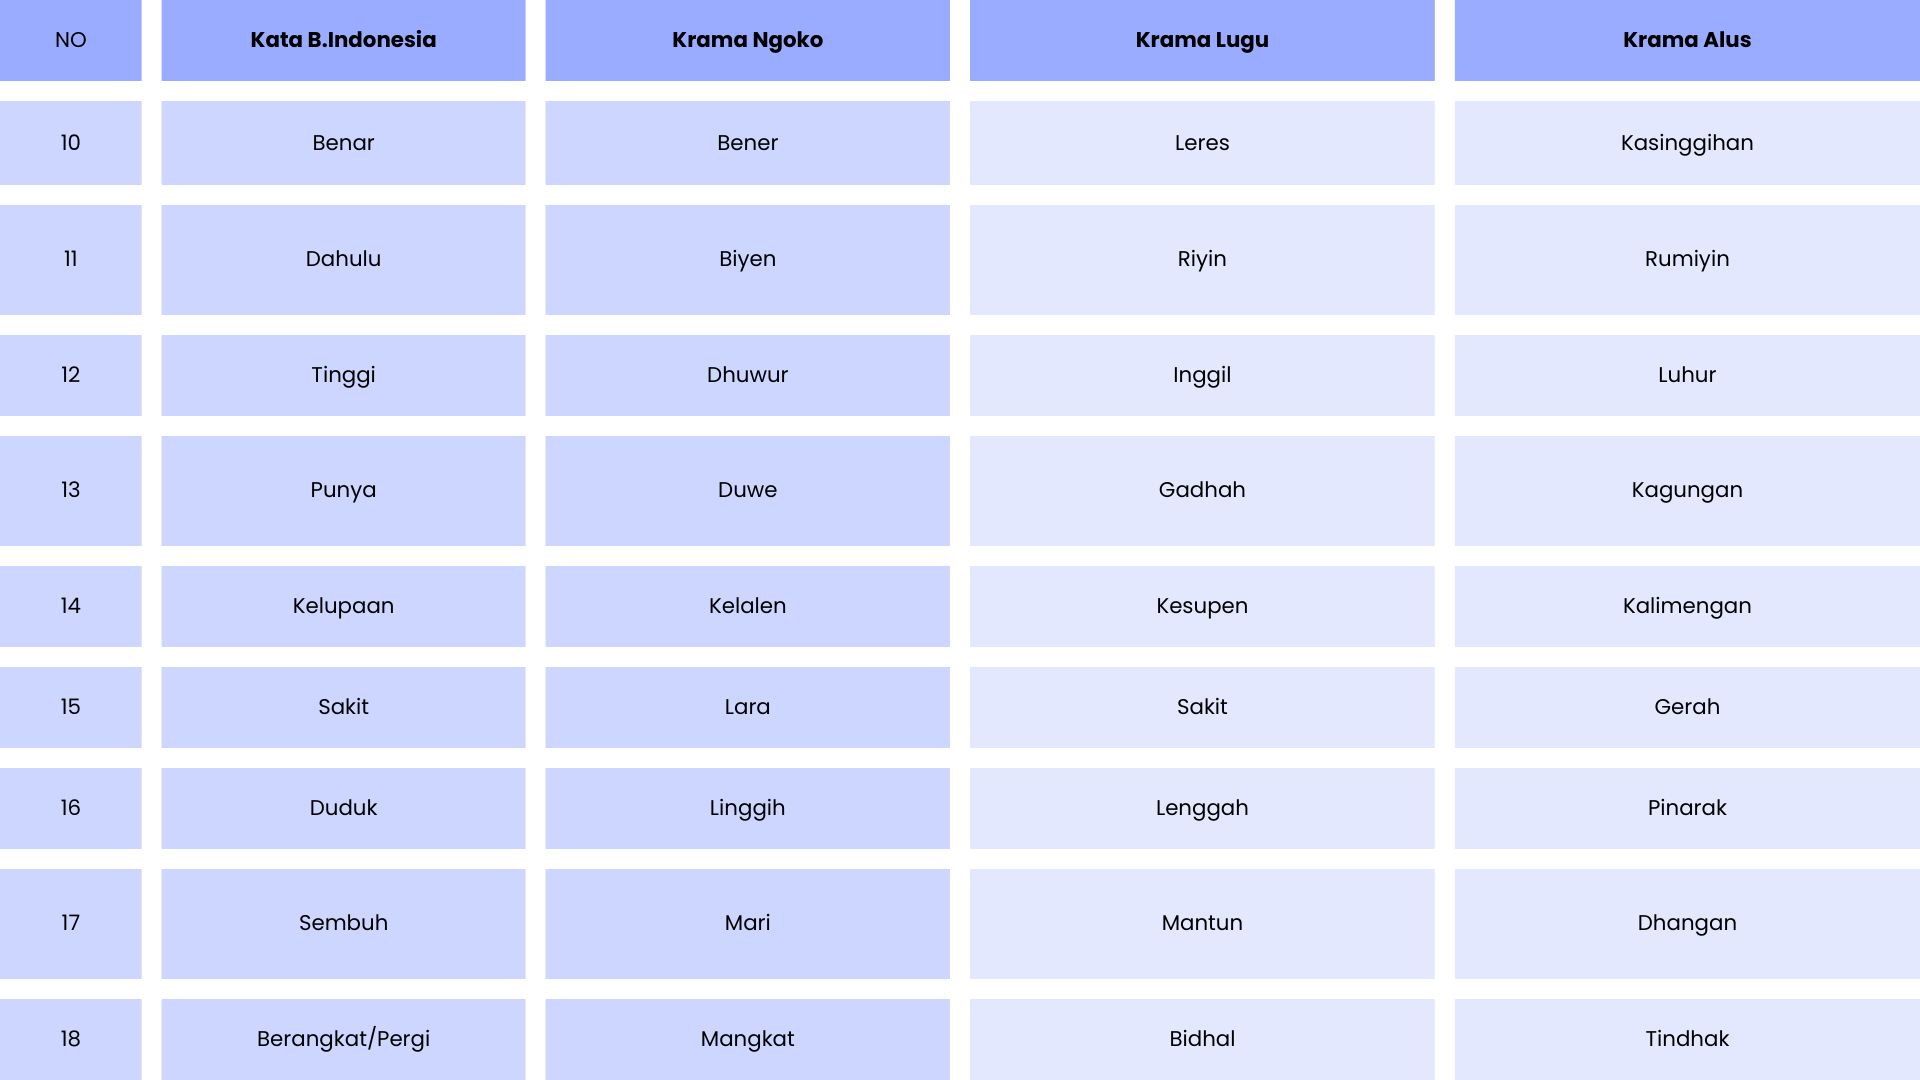 NO Kata B.Indonesia Krama Ngoko Krama Lugu Krama Alus
10 Benar Bener Leres Kasinggihan
11 Dahulu Biyen Riyin Rumiyin
12 Tinggi Dhuwur Inggil Luhur
13 Punya Duwe Gadhah Kagungan
14 Kelupaan Kelalen Kesupen Kalimengan
15 Sakit Lara Sakit Gerah
16 Duduk Linggih Lenggah Pinarak
17 Sembuh Mari Mantun Dhangan
18 Berangkat/Pergi Mangkat Bidhal Tindhak